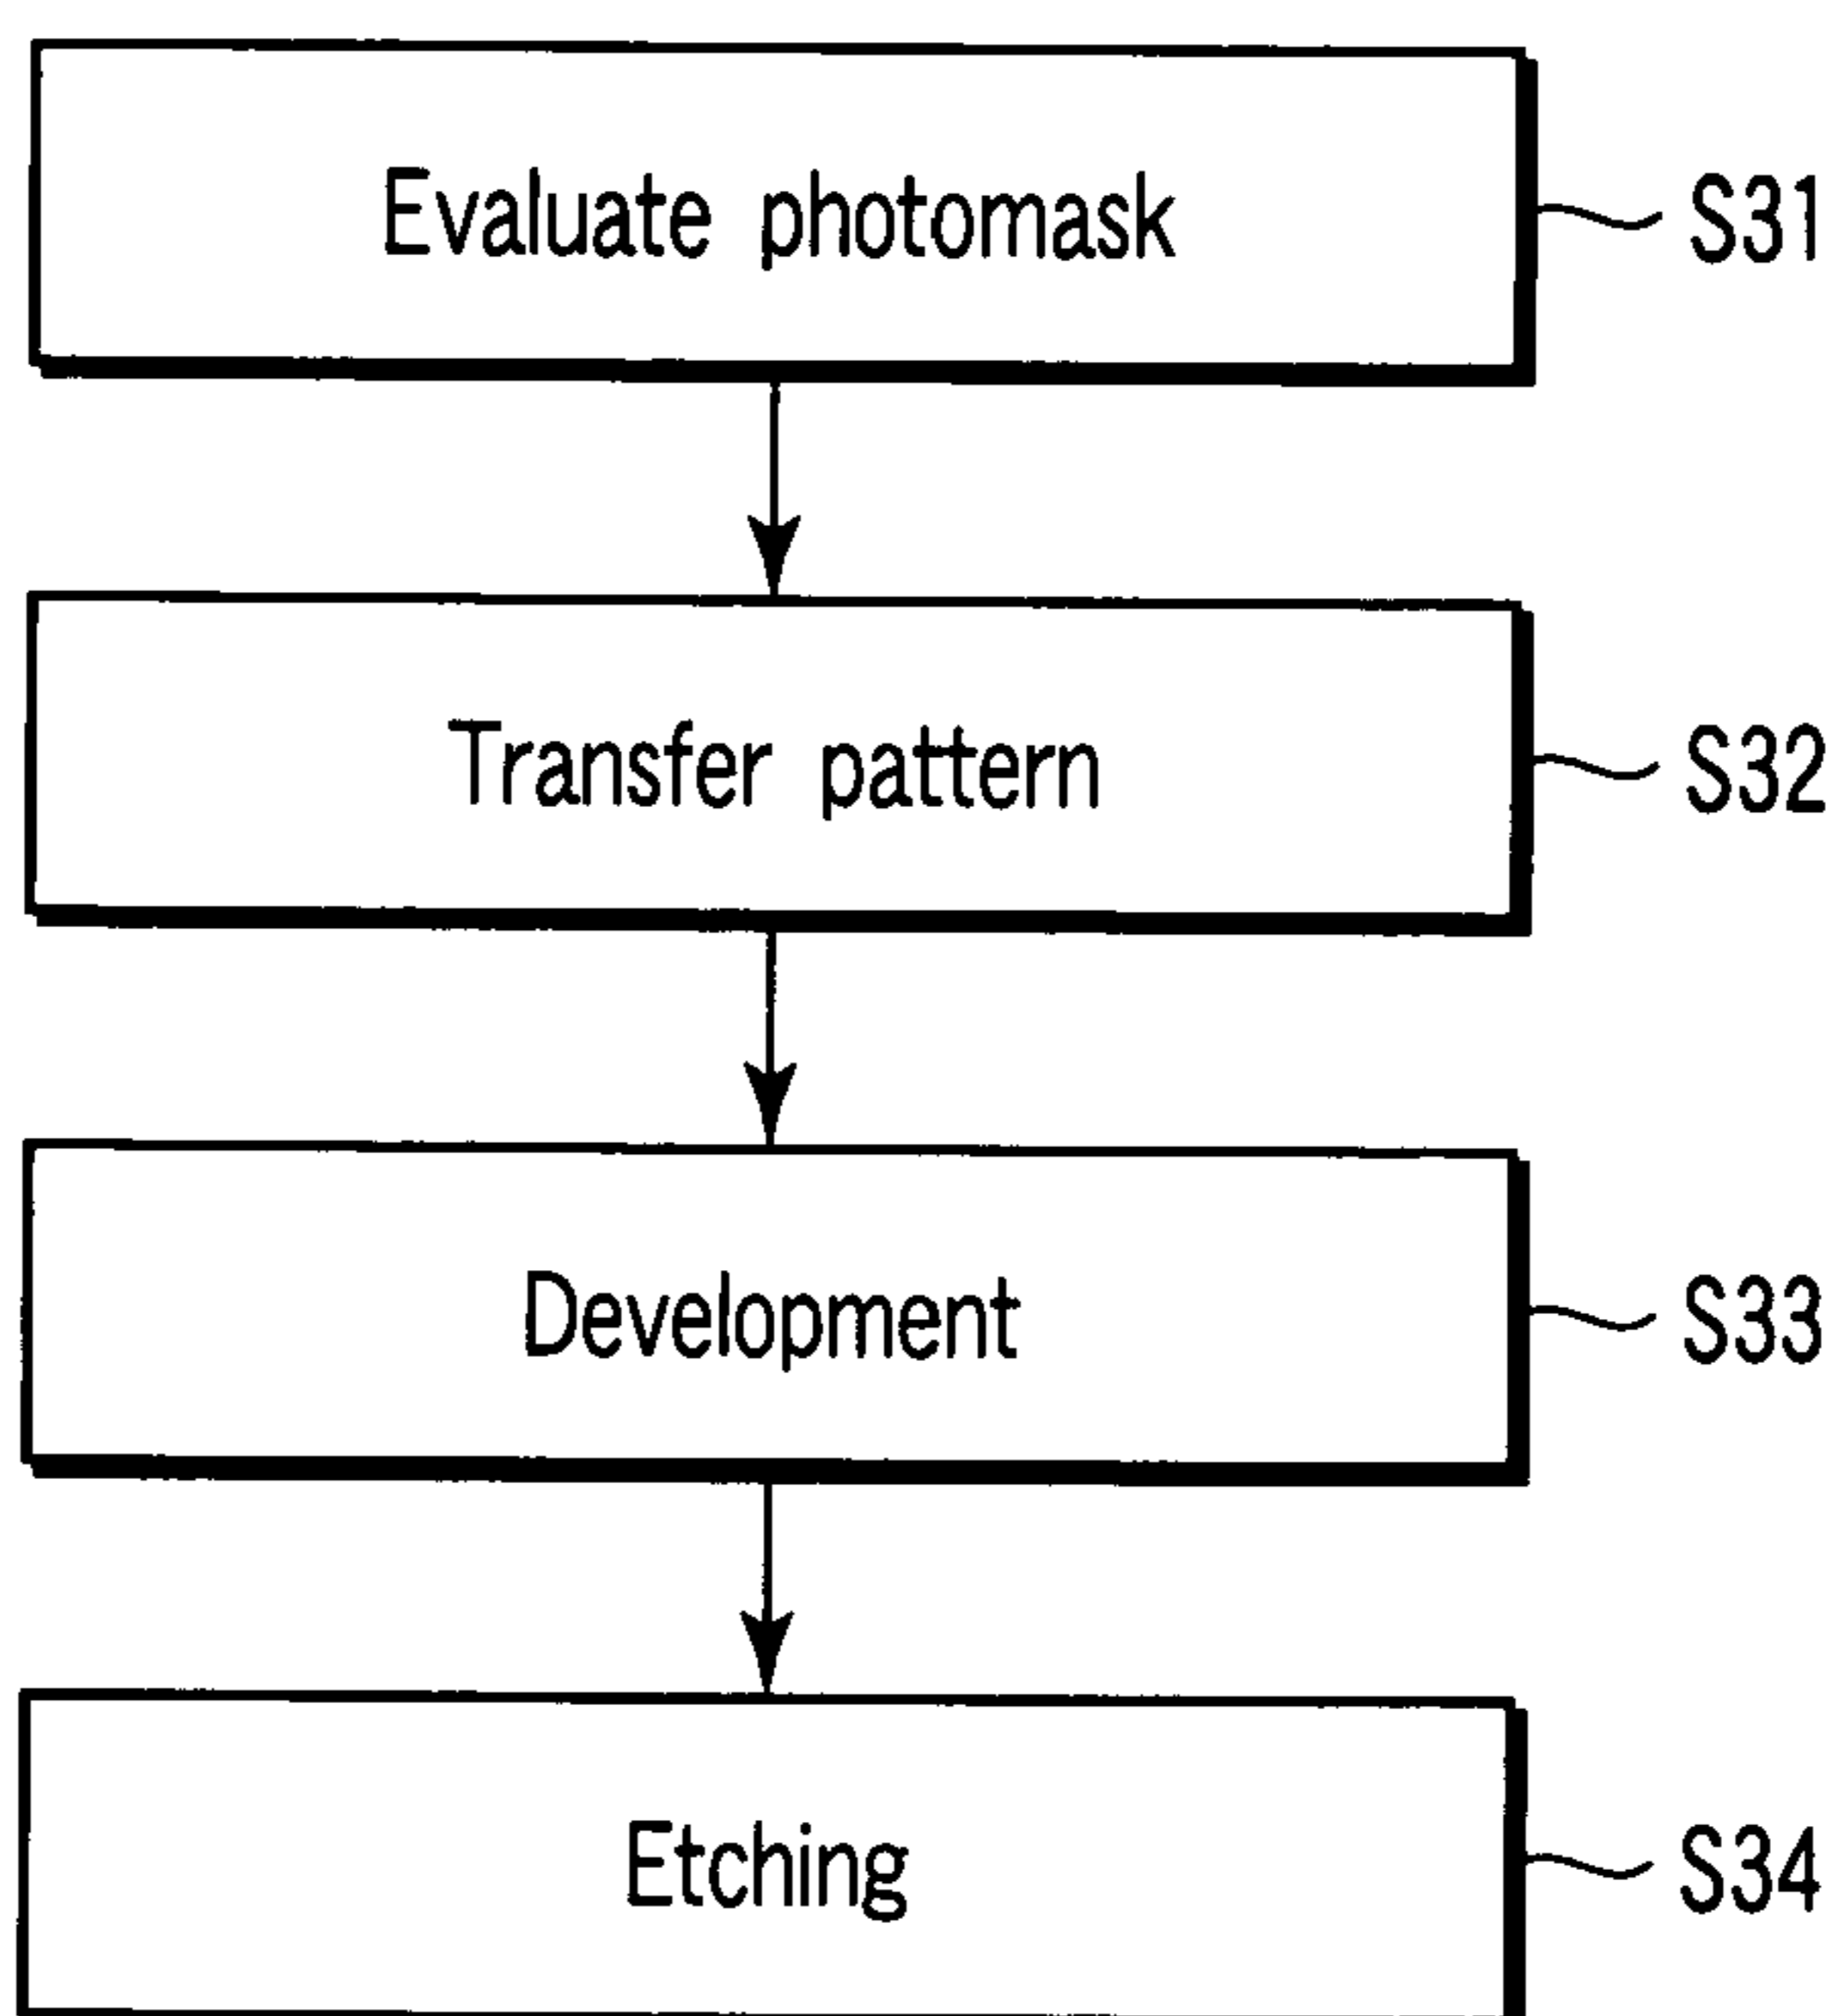 Evaluate photomask S31
Transfer pattern S32
Development S33
Etching S34